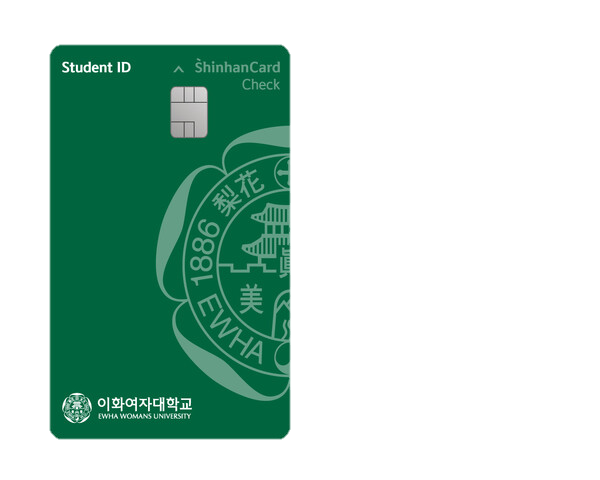 Student ID
ShinhanCard
Check
1886 梨花
美
EWHA
이화여자대학교
EWHA WOMANS UNIVERSITY